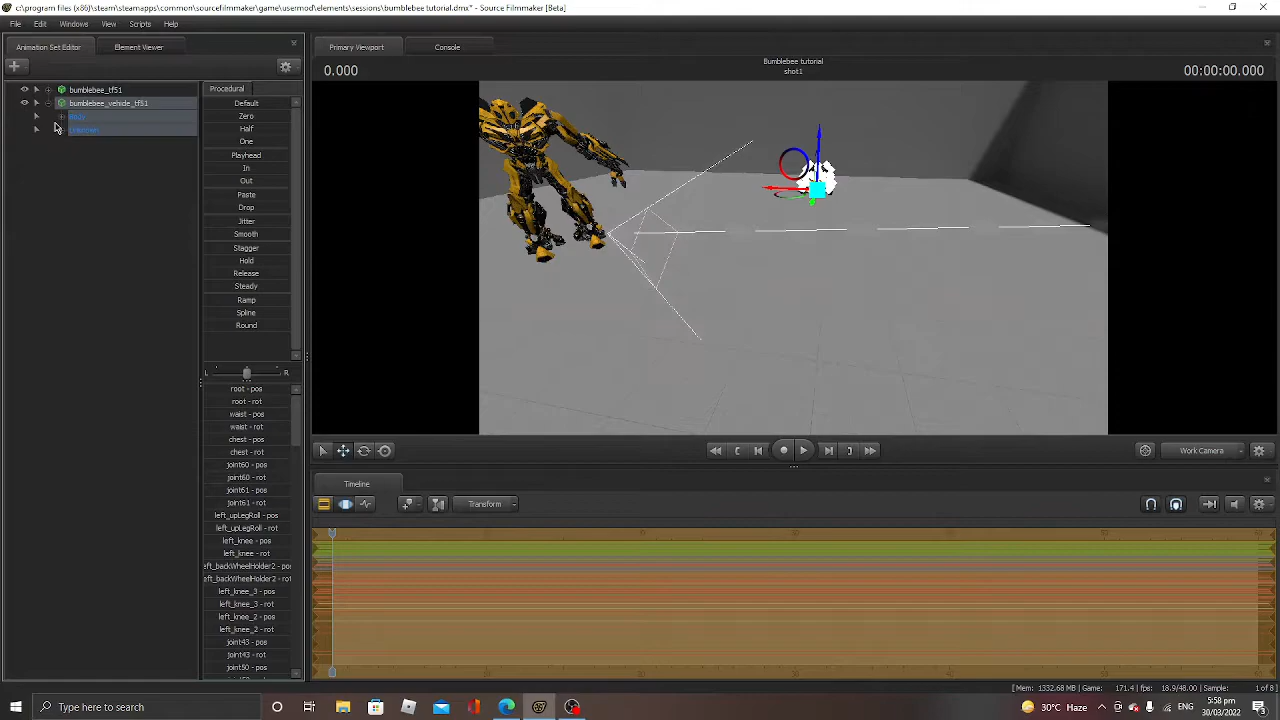 c:\program files (x86)\steam\steamapps\common\sourcefilmmaker\game\usermod\elements\sessions\bumblebee tutorial.dmx* - Source Filmmaker [Beta]
File Edit Windows View Scripts Help
Animation Set Editor Element Viewer
Primary Viewport Console
0.000
Bumblebee tutorial
shot1
00:00:00.000
bumblebee_tf51
bumblebee_vehide_tf51
Body
Unknown
Procedural
Default
Zero
Half
One
Playhead
In
Out
Paste
Drop
Jitter
Smooth
Stagger
Hold
Release
Steady
Ramp
Spline
Round
L R
root - pos
root - rot
waist - pos
waist - rot
chest - pos
chest - rot
joint60 - pos
joint60 - rot
joint61 - pos
joint61 - rot
left_upLegRoll - pos
left_upLegRoll - rot
left_knee - pos
left_knee - rot
left_backWheelHolder2 - pos
left_backWheelHolder2 - rot
left_knee_3 - pos
left_knee_3 - rot
left_knee_2 - pos
left_knee_2 - rot
joint43 - pos
joint43 - rot
joint50 - pos
Work Camera
Timeline
Transform
[Mem: 1332.68 MB | Game: 171.4 | fps: 18.9/48.00 | Sample: 1 of 8]
Type here to search
30°C Haze
5:58 pm
30/03/2022
3